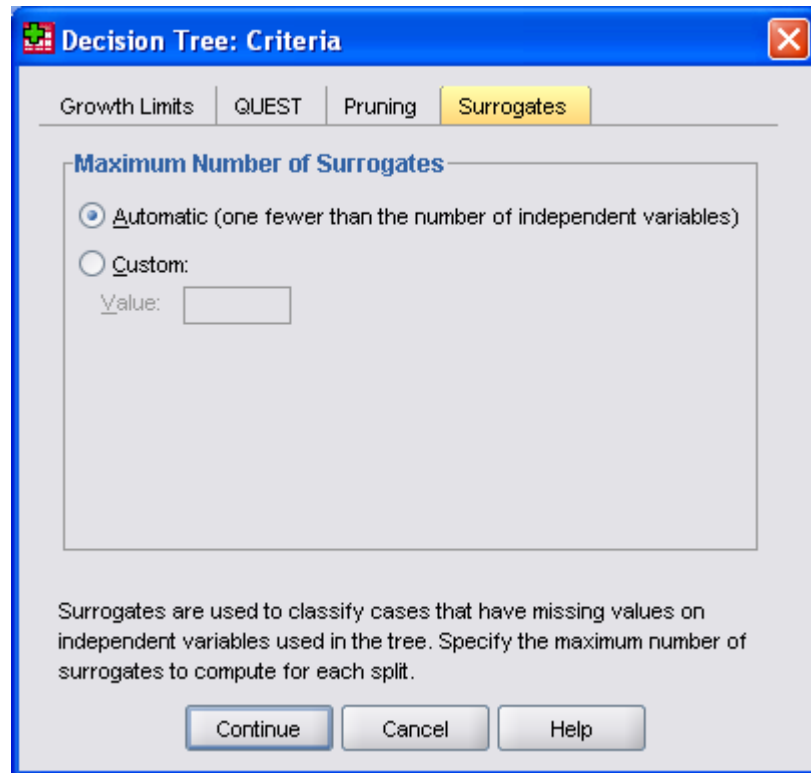 Decision Tree: Criteria
Growth Limits QUEST Pruning Surrogates
Maximum Number of Surrogates
Automatic (one fewer than the number of independent variables)
Custom:
Value:
Surrogates are used to classify cases that have missing values on
independent variables used in the tree. Specify the maximum number of
surrogates to compute for each split.
Continue Cancel Help